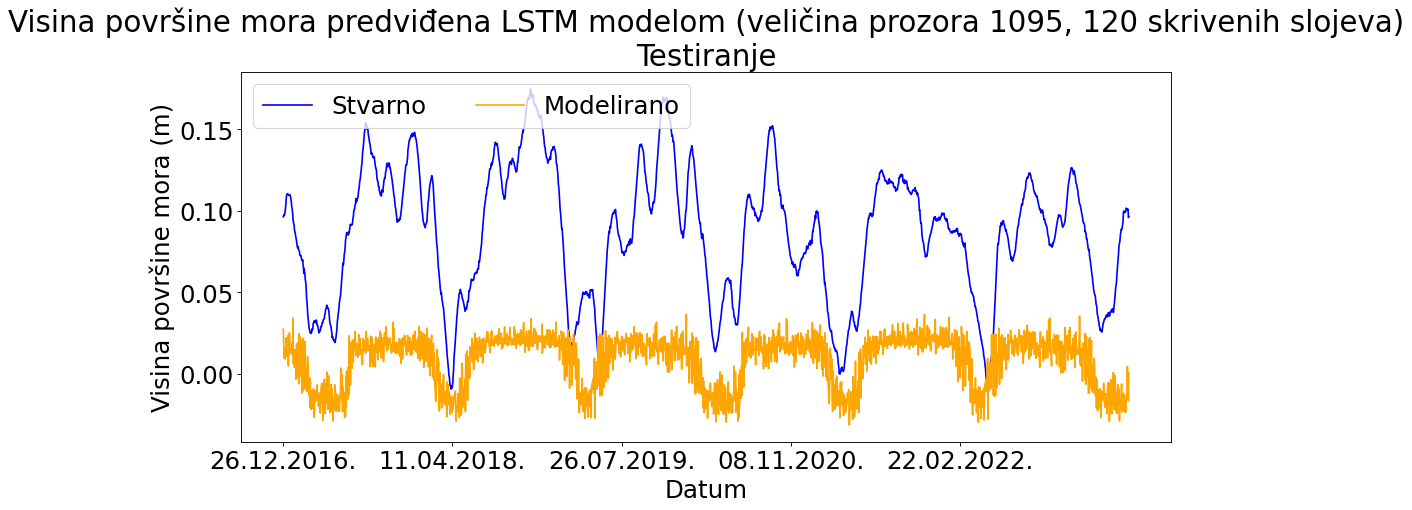 Visina površine mora predviđena LSTM modelom (veličina prozora 1095, 120 skrivenih slojeva)
Testiranje
Stvarno
Modelirano
Visina površine mora (m)
0.15
0.10
0.05
0.00
26.12.2016.
11.04.2018.
26.07.2019.
08.11.2020.
22.02.2022.
Datum